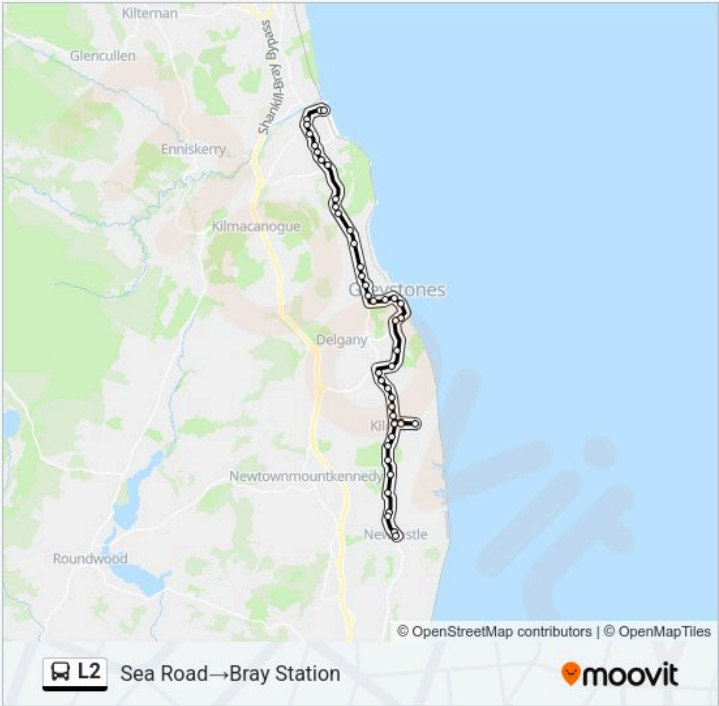 Kilternan
Glencullen
Shankill-Bray Bypass
Enniskerry
Kilmacanogue
Greystones
Delgany
Kil
Newtownmountkennedy
Newcastle
Roundwood
© OpenStreetMap contributors | © OpenMapTiles
L2 Sea Road→Bray Station
moovit